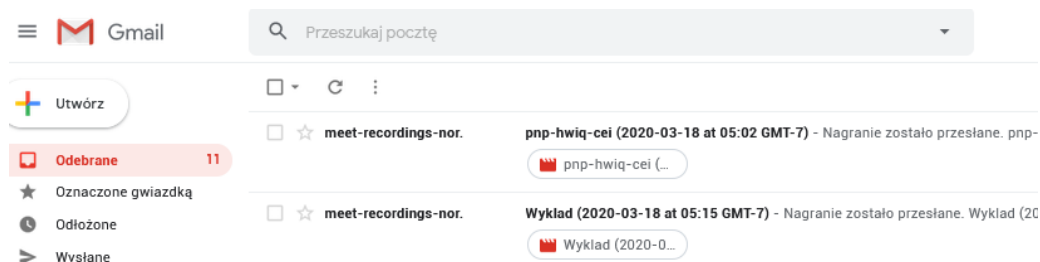 Gmail
Przeszukaj pocztę
Utwórz
Odebrane 11
Oznaczone gwiazdką
Odłożone
Wysłane
meet-recordings-nor. pnp-hwiq-cei (2020-03-18 at 05:02 GMT-7) - Nagranie zostało przesłane. pnp-
pnp-hwiq-cei (...
meet-recordings-nor. Wyklad (2020-03-18 at 05:15 GMT-7) - Nagranie zostało przesłane. Wyklad (20
Wyklad (2020-0...